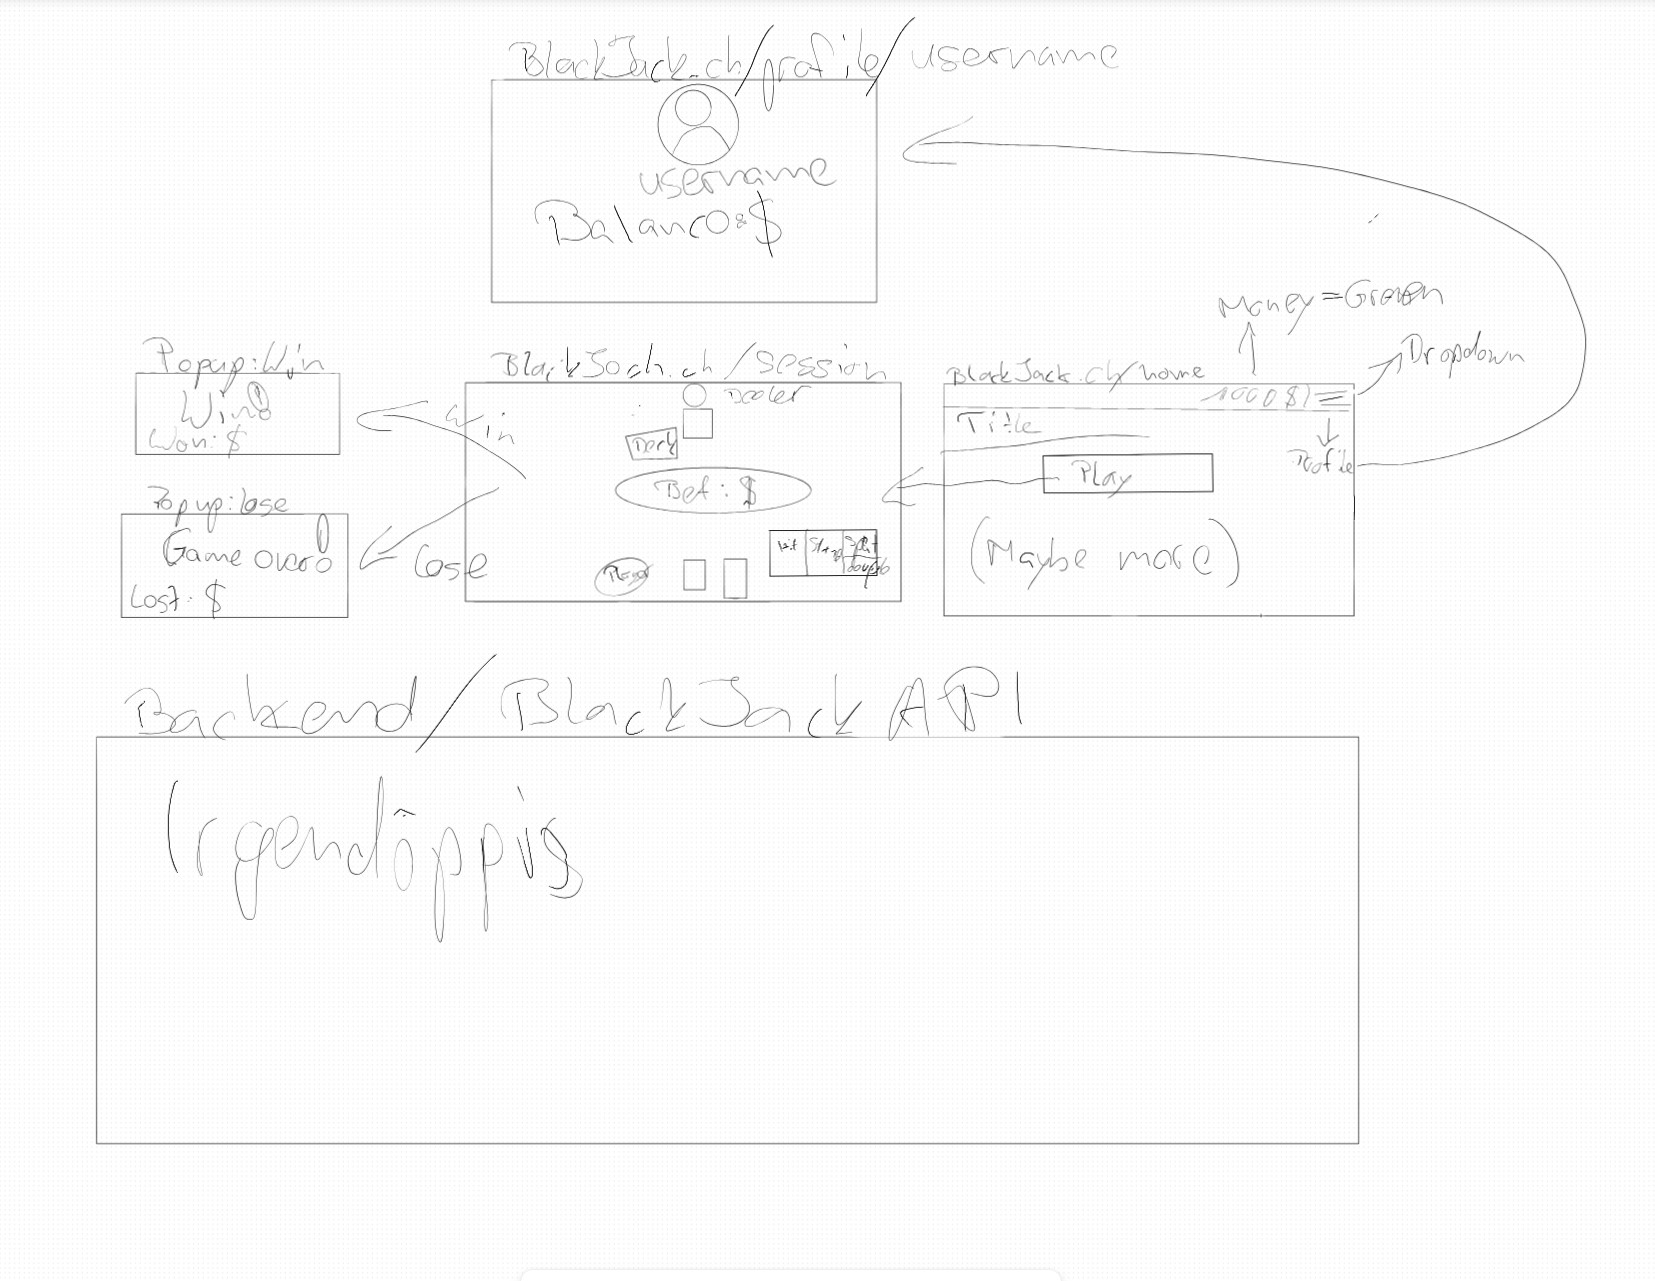 BlackJack.ch/profile/username
username
Balance: $
Money = Green
Dropdown
Popup: Win
Win!
Won: $
Win
BlackJack.ch/session
Dealer
Deck
Bet: $
Player
Hit
Stand
Split
double
BlackJack.ch/home
1000$
Title
Profile
Play
(Maybe more)
Popup: lose
Game over!
Lost: $
Lose
Backend/BlackJack API
Irgendöppis